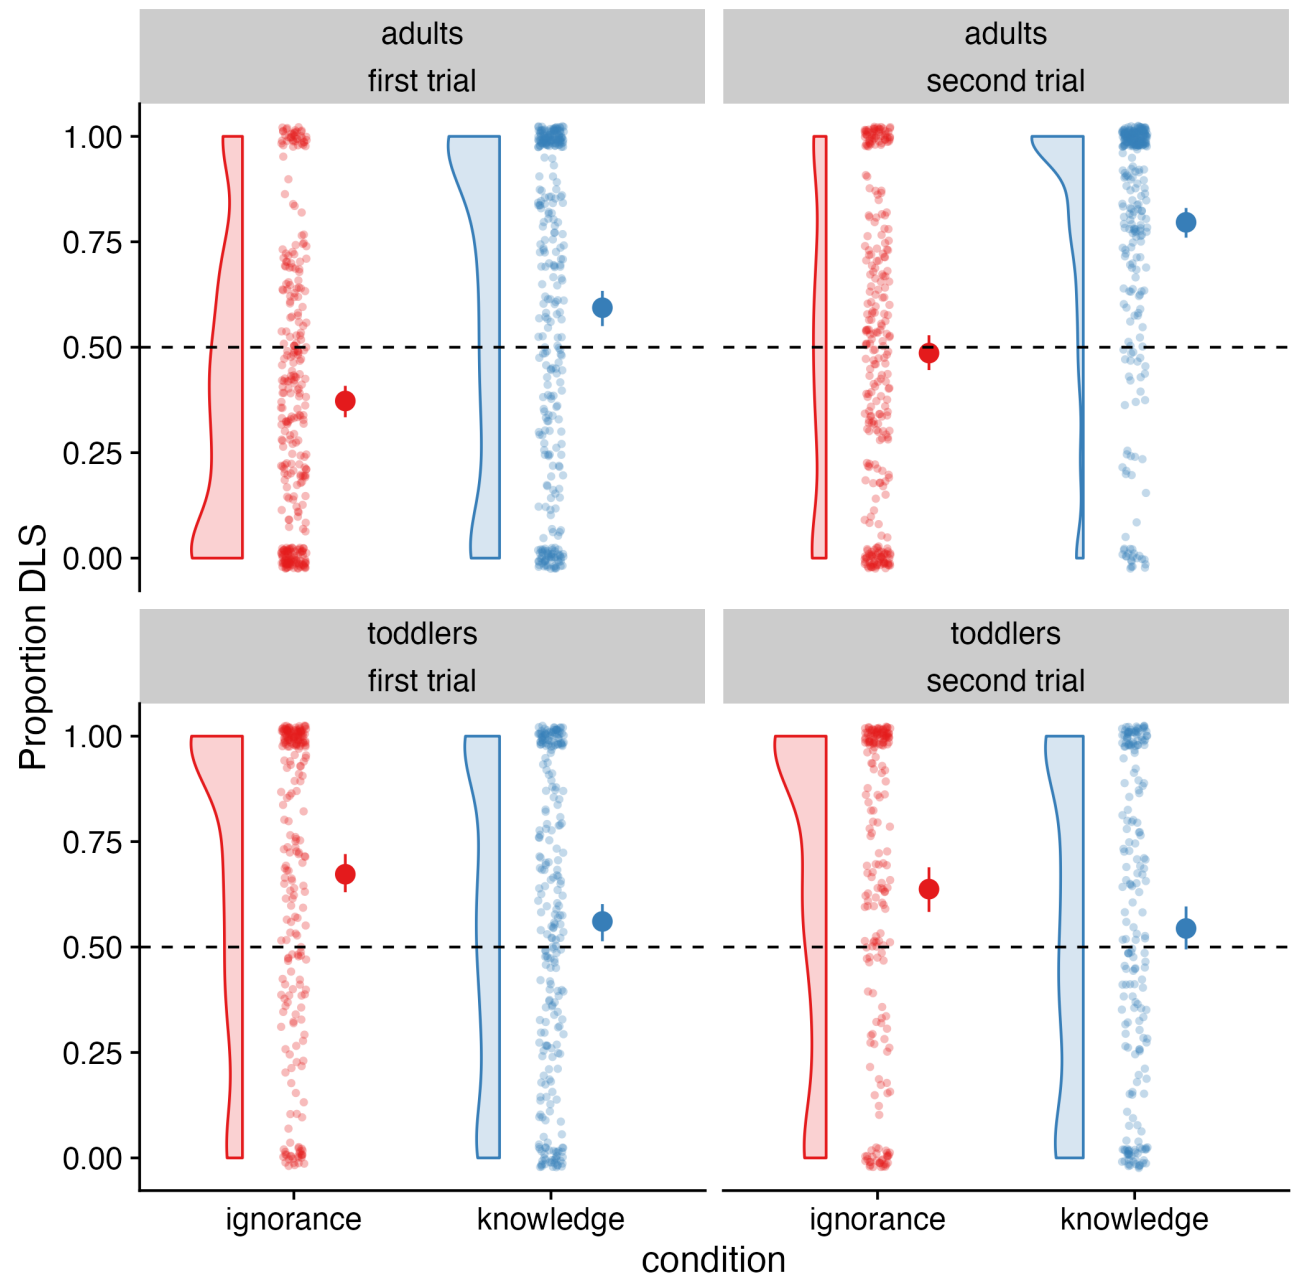 adults
first trial
adults
second trial
1.00
0.75
0.50
0.25
0.00
toddlers
first trial
toddlers
second trial
1.00
0.75
0.50
0.25
0.00
Proportion DLS
ignorance
knowledge
ignorance
knowledge
condition